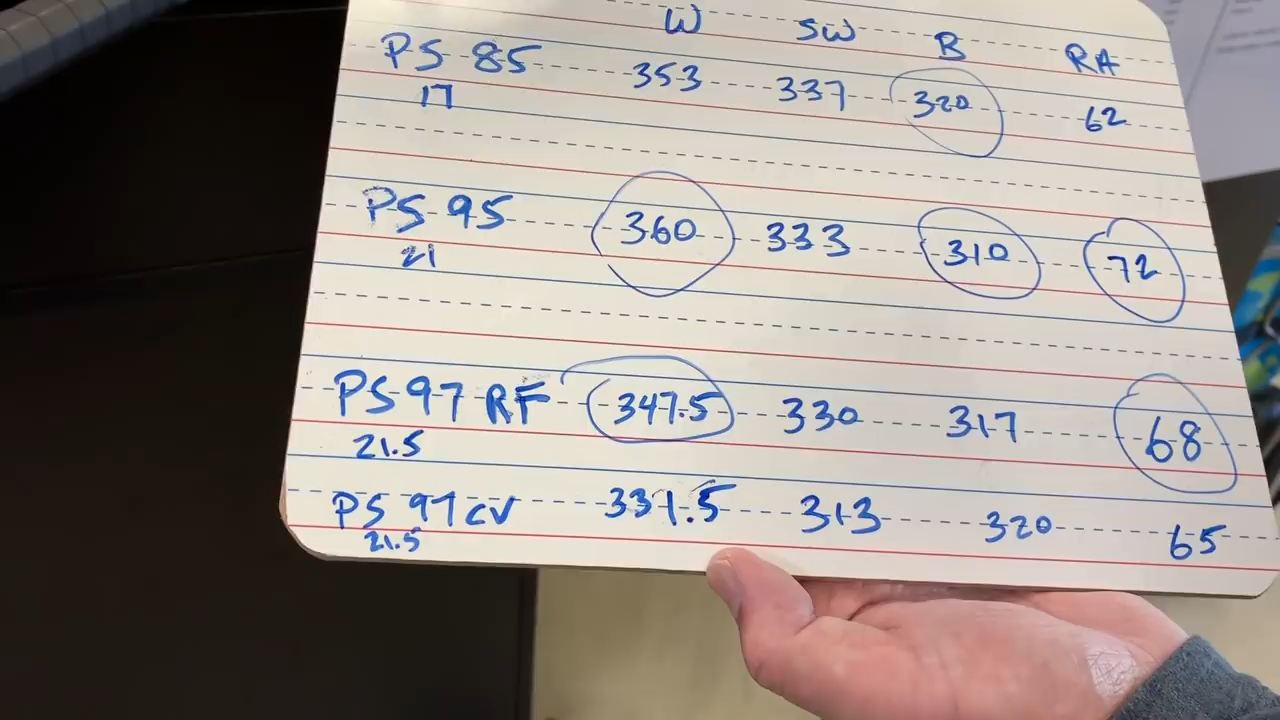 W SW B RA
PS 85 353 337 320 62
17
PS 95 360 333 310 72
21
PS 97 RF 347.5 330 317 68
21.5
PS 97 CV 331.5 313 320 65
21.5